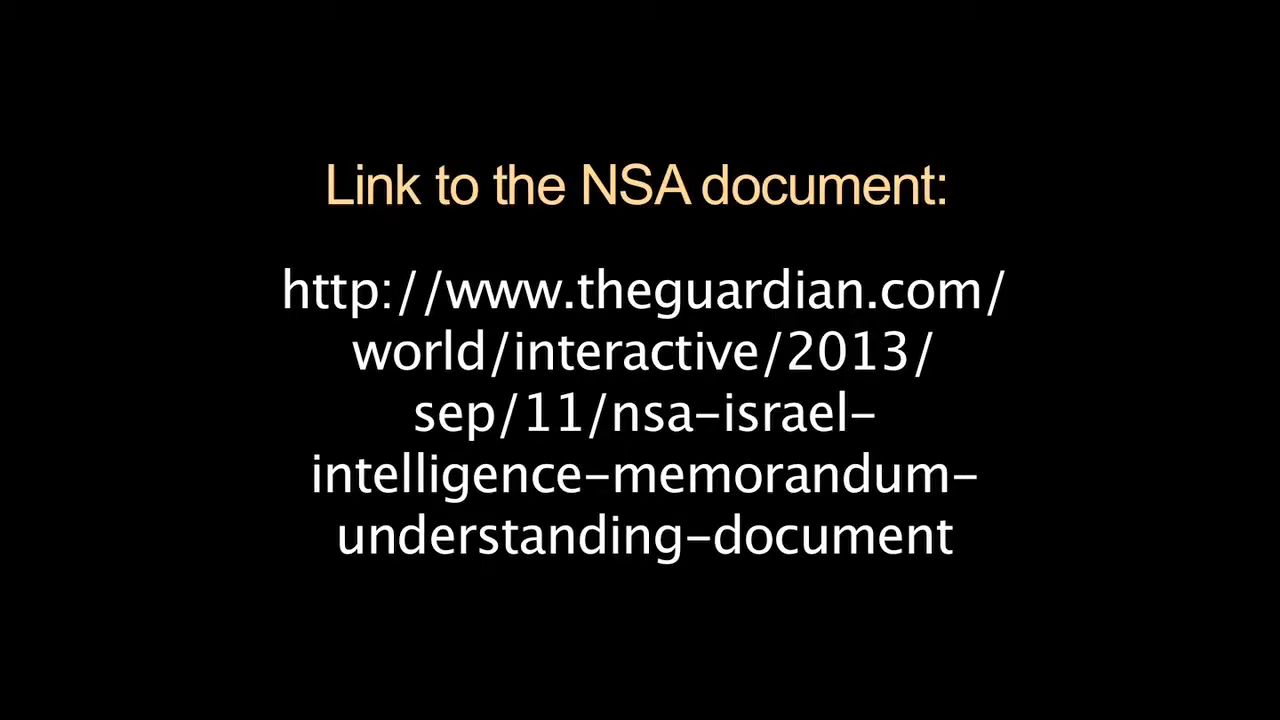 Link to the NSA document:
http://www.theguardian.com/
world/interactive/2013/
sep/11/nsa-israel-
intelligence-memorandum-
understanding-document